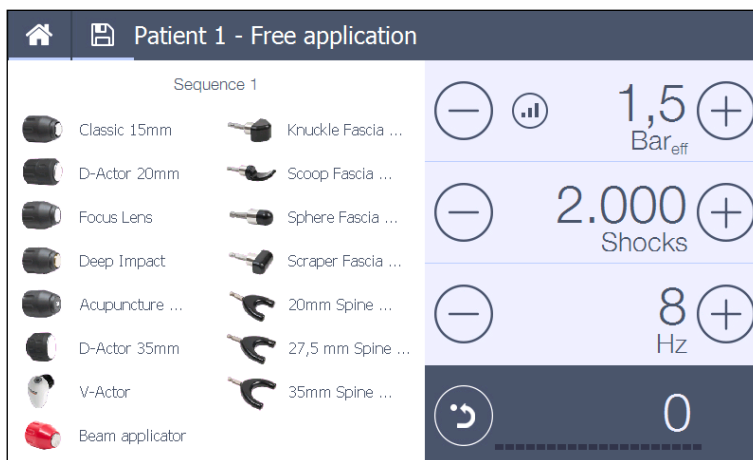 Patient 1 - Free application
Sequence 1
Classic 15mm
D-Actor 20mm
Focus Lens
Deep Impact
Acupuncture ...
D-Actor 35mm
V-Actor
Beam applicator
Knuckle Fascia ...
Scoop Fascia ...
Sphere Fascia ...
Scraper Fascia ...
20mm Spine ...
27,5 mm Spine ...
35mm Spine ...
1,5
Bareff
2.000
Shocks
8
Hz
0